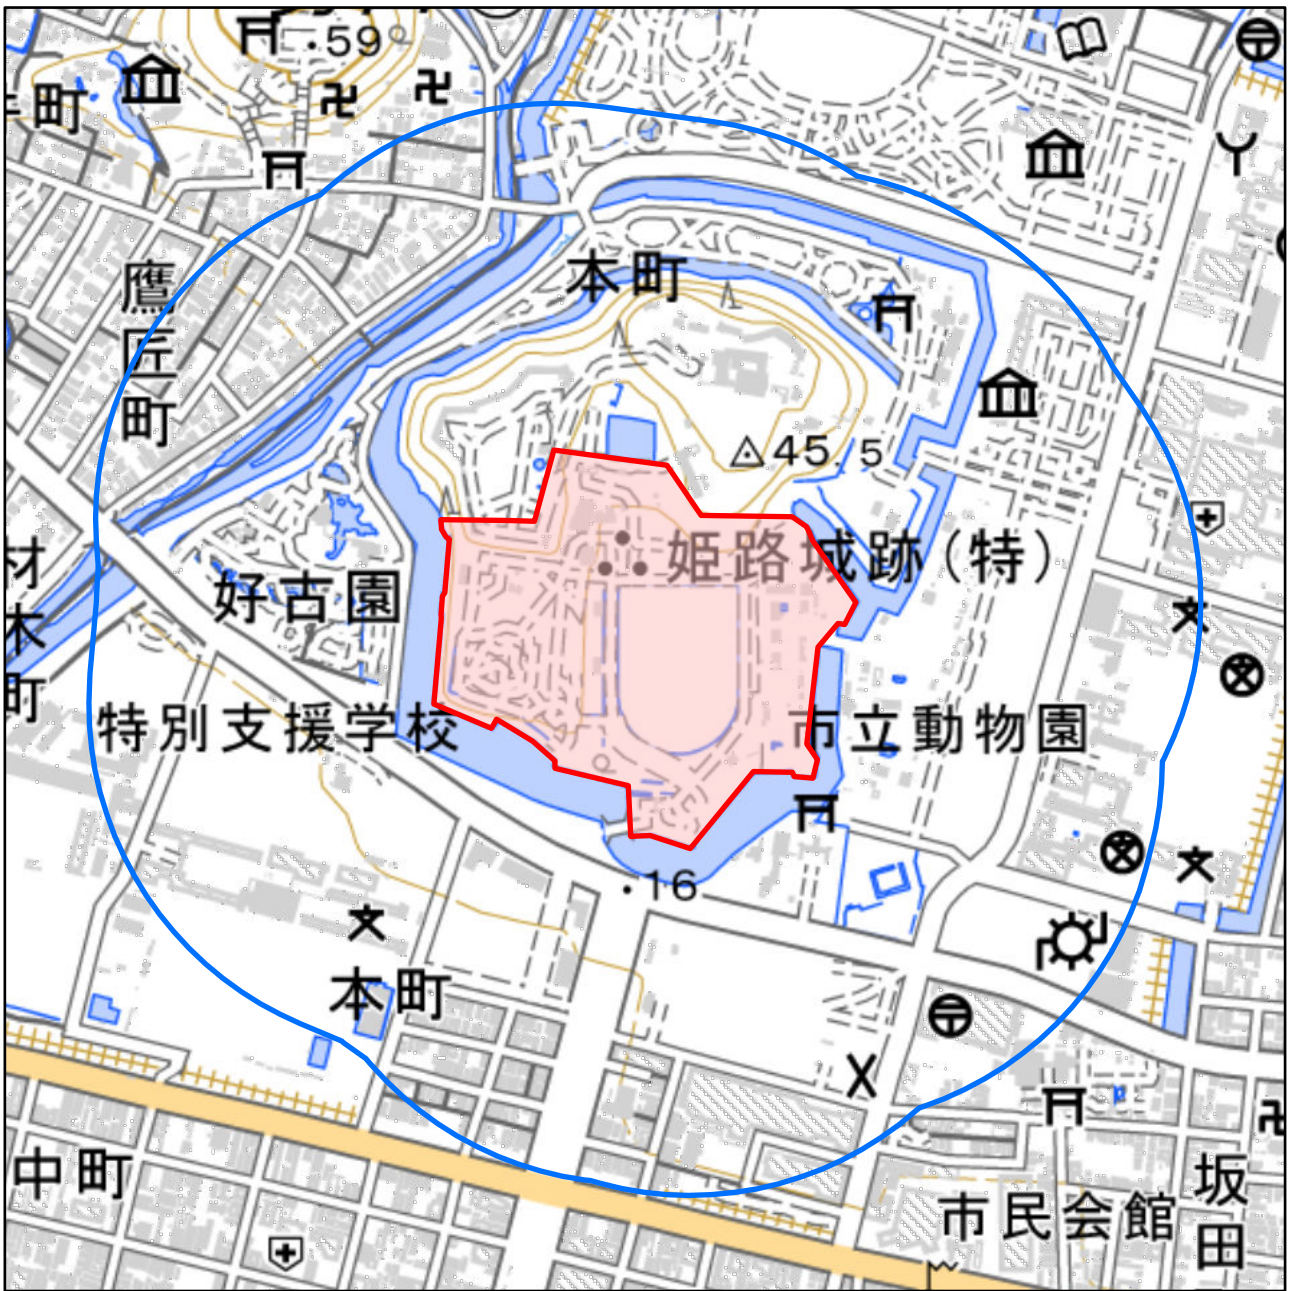 59
町
本町
鷹匠町
45.5
姫路城跡(特)
材木町
好古園
特別支援学校
市立動物園
16
本町
中町
坂田
市民会館